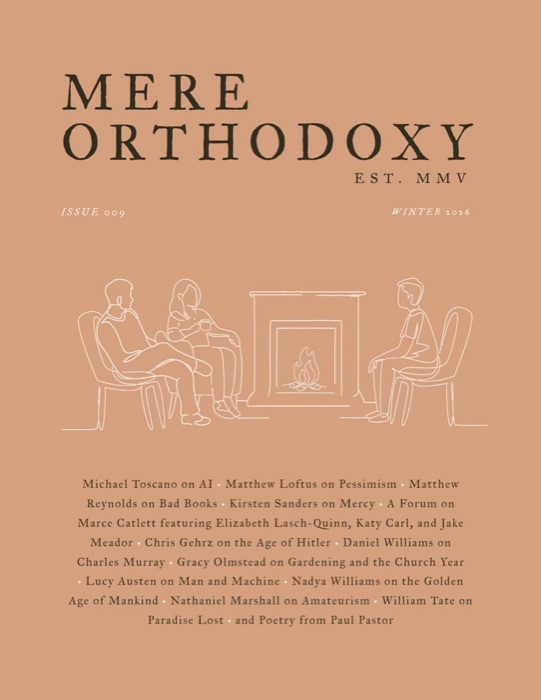 MERE
ORTHODOXY
EST. MMV
ISSUE 009
WINTER 2026
Michael Toscano on AI • Matthew Loftus on Pessimism • Matthew
Reynolds on Bad Books • Kirsten Sanders on Mercy • A Forum on
Marce Catlett featuring Elizabeth Lasch-Quinn, Katy Carl, and Jake
Meador • Chris Gehrz on the Age of Hitler • Daniel Williams on
Charles Murray • Gracy Olmstead on Gardening and the Church Year
• Lucy Austen on Man and Machine • Nadya Williams on the Golden
Age of Mankind • Nathaniel Marshall on Amateurism • William Tate on
Paradise Lost • and Poetry from Paul Pastor